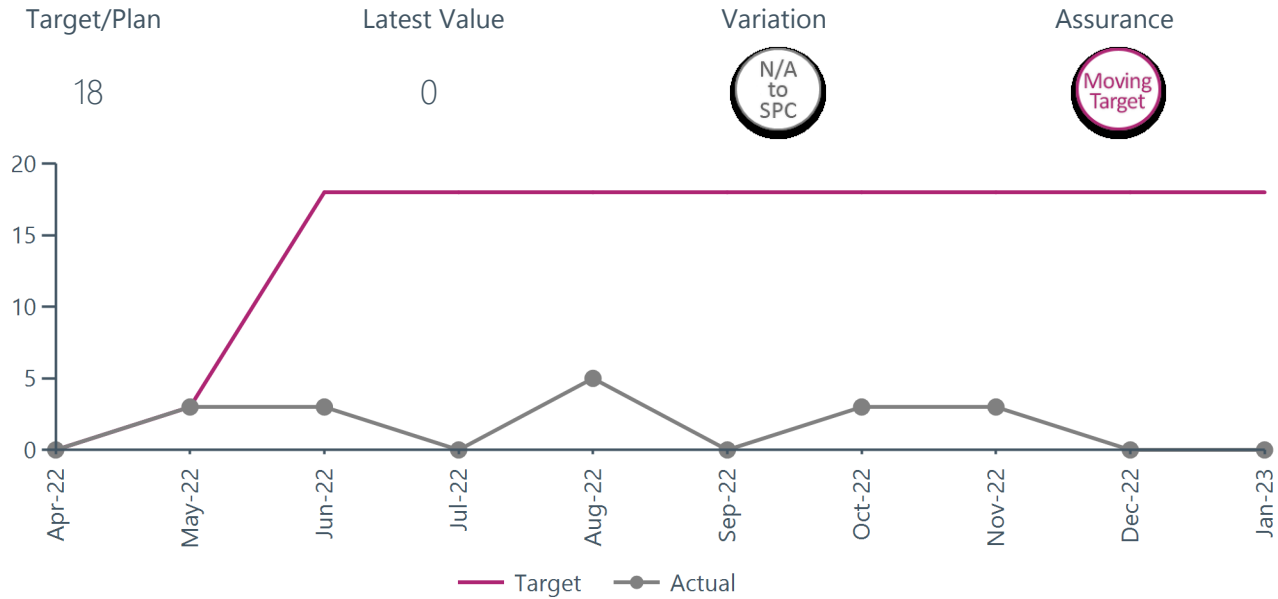 Target/Plan
Latest Value
Variation
Assurance
18
0
N/A
to
SPC
Moving
Target
20
15
10
5
0
Apr-22
May-22
Jun-22
Jul-22
Aug-22
Sep-22
Oct-22
Nov-22
Dec-22
Jan-23
Target
Actual